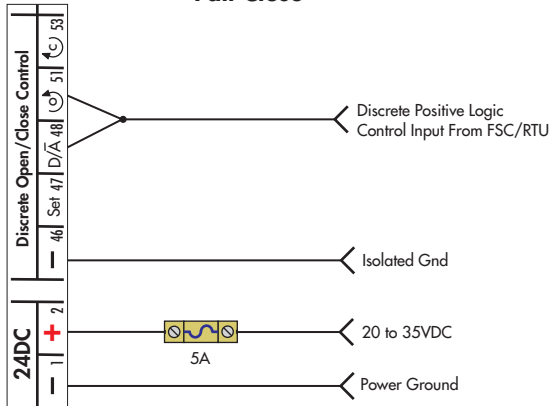 Fail Close
Discrete Open/Close Control
C 53
O 51
D/A̅ 48
Set 47
− 46
24DC
+ 2
− 1
Discrete Positive Logic
Control Input From FSC/RTU
Isolated Gnd
20 to 35VDC
5A
Power Ground